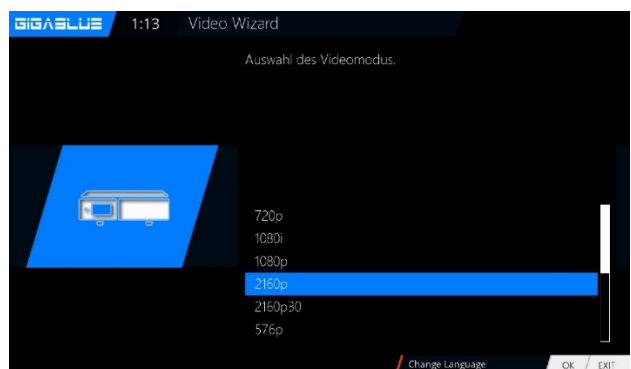 GIGABLUE 1:13 Video Wizard
Auswahl des Videomodus.
720p
1080i
1080p
2160p
2160p30
576p
Change Language OK EXIT